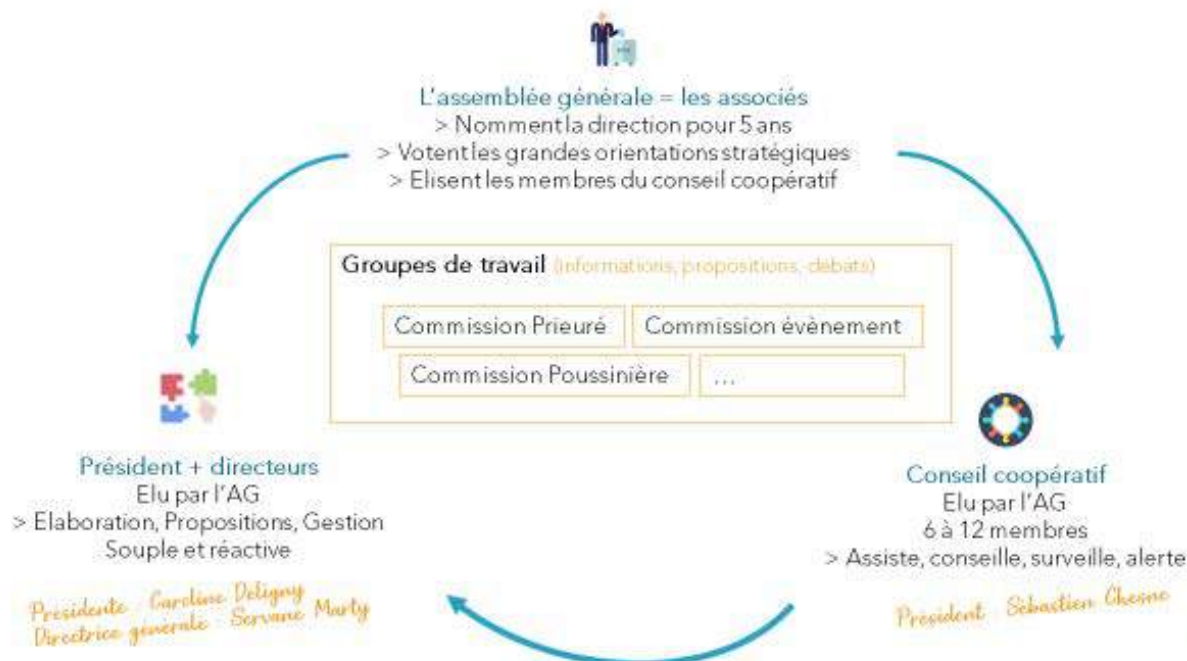 L'assemblée générale = les associés
> Nomment la direction pour 5 ans
> Votent les grandes orientations stratégiques
> Elisent les membres du conseil coopératif
Groupes de travail (informations, propositions, débats)
Commission Prieuré
Commission évènement
Commission Poussinière
...
Président + directeurs
Elu par l'AG
> Elaboration, Propositions, Gestion
Souple et réactive
Présidente : Caroline Deligny
Directrice générale : Servane Marty
Conseil coopératif
Elu par l'AG
6 à 12 membres
> Assiste, conseille, surveille, alerte
Président : Sébastien Chesne